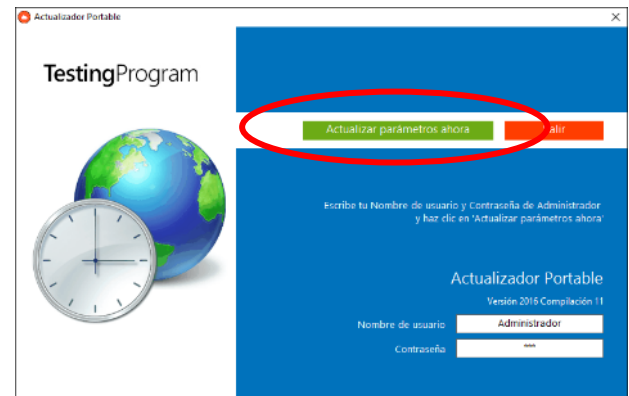 Actualizador Portable
TestingProgram
Actualizar parámetros ahora
Salir
Escribe tu Nombre de usuario y Contraseña de Administrador
y haz clic en 'Actualizar parámetros ahora'
Actualizador Portable
Versión 2016 Compilación 11
Nombre de usuario
Administrador
Contraseña
***